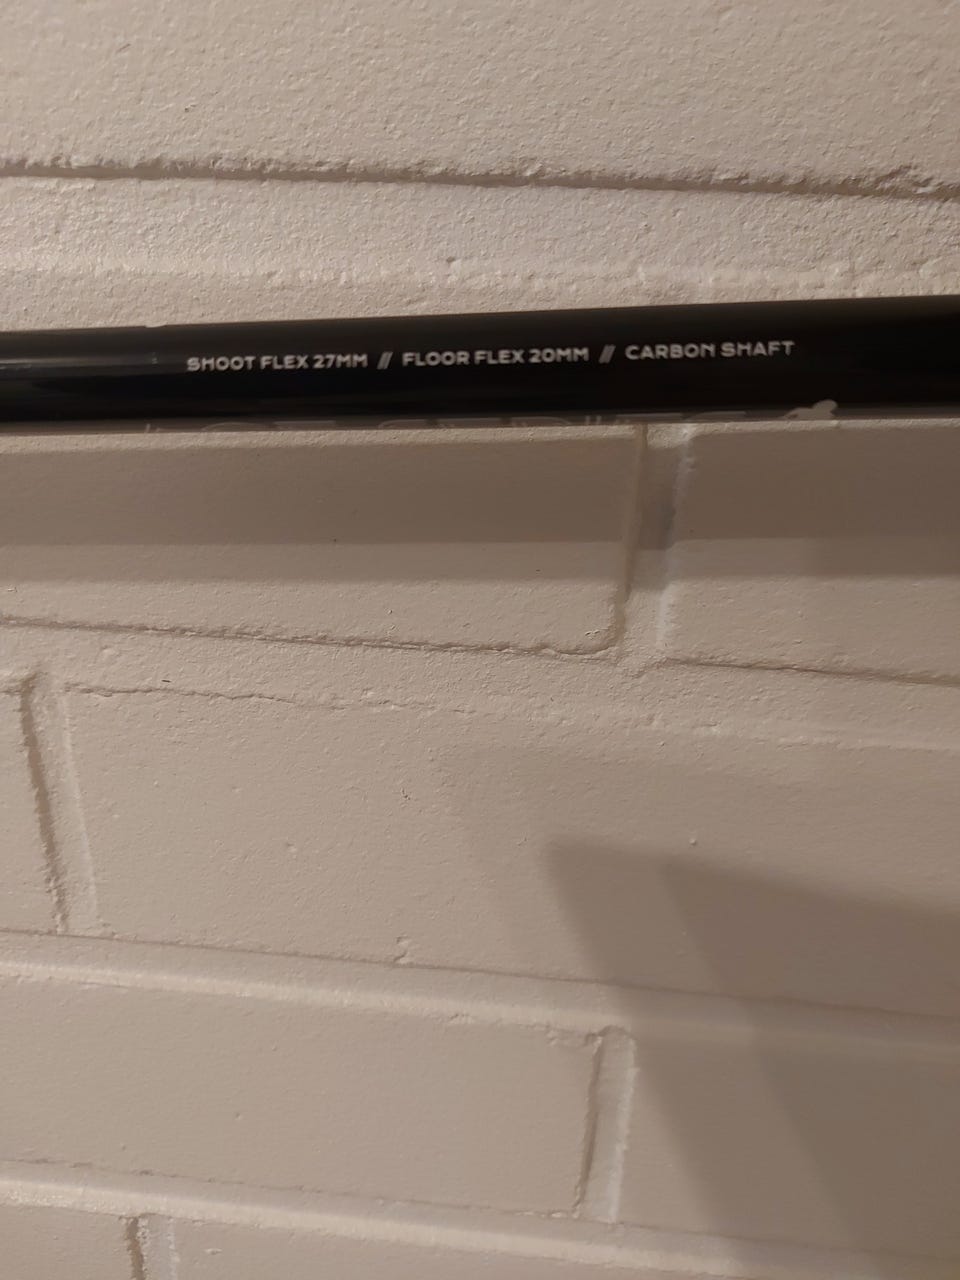 SHOOT FLEX 27MM // FLOOR FLEX 20MM // CARBON SHAFT